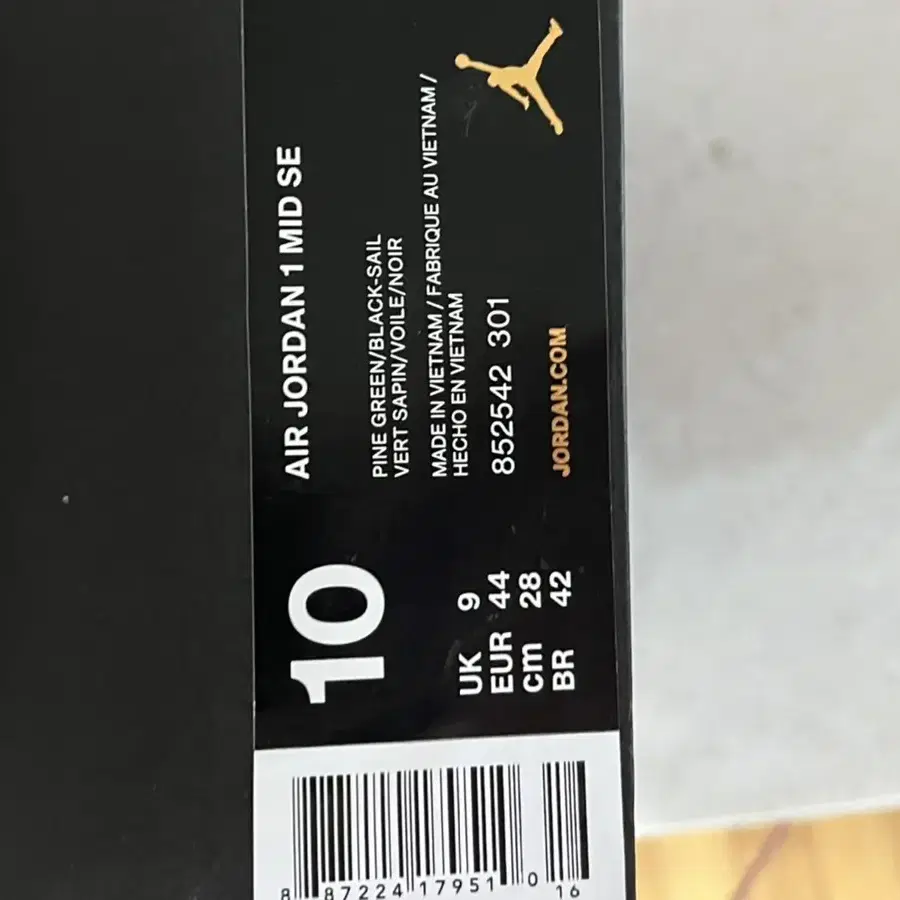 AIR JORDAN 1 MID SE
PINE GREEN/BLACK-SAIL
VERT SAPIN/VOILE/NOIR
MADE IN VIETNAM / FABRIQUE AU VIETNAM /
HECHO EN VIETNAM
852542 301
JORDAN.COM
10
UK 9
EUR 44
cm 28
BR 42
8 87224 17951 0 16